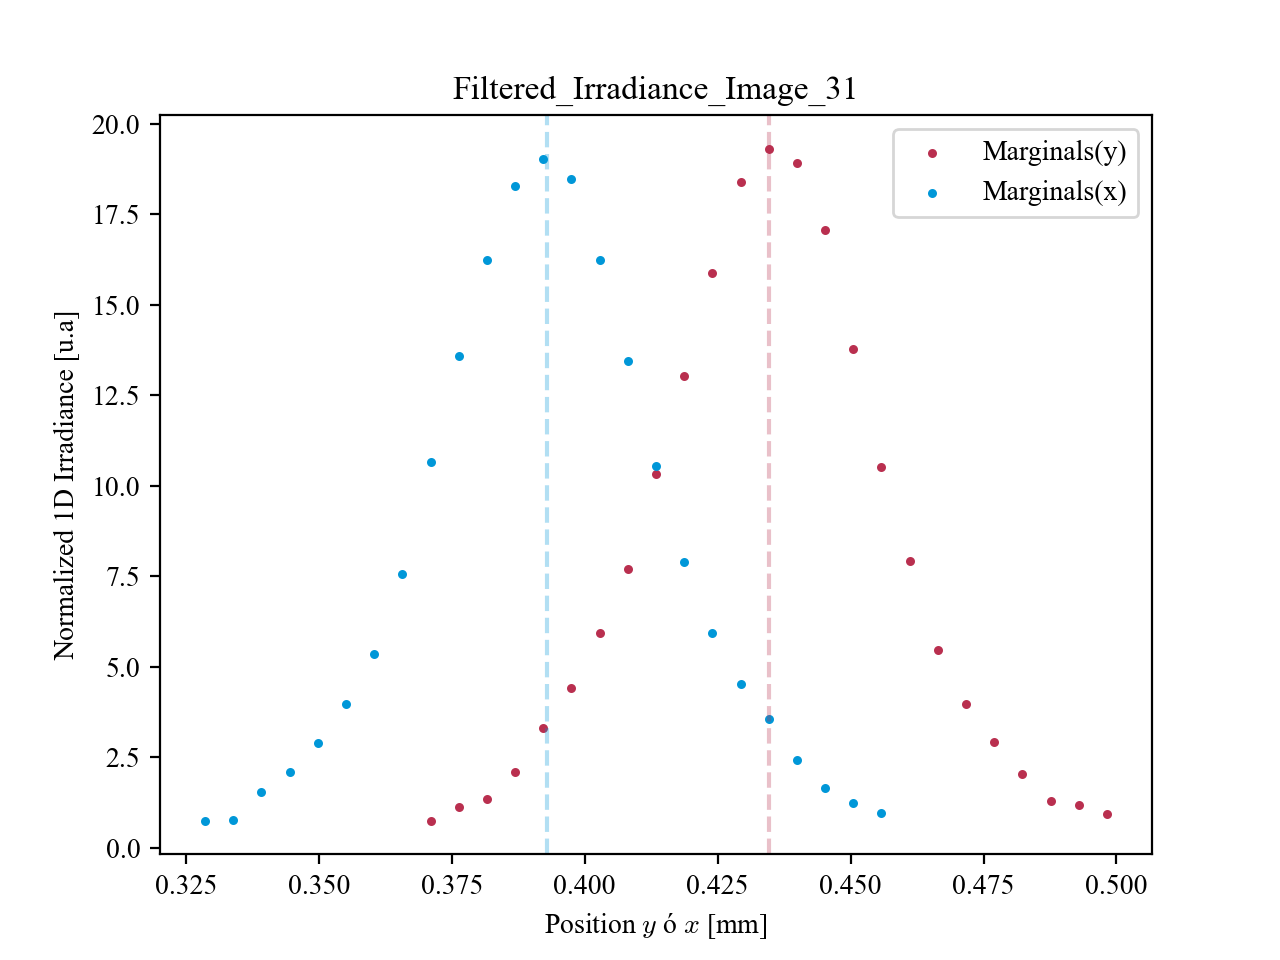 Filtered_Irradiance_Image_31
Marginals(y)
Marginals(x)
Normalized 1D Irradiance [u.a]
20.0
17.5
15.0
12.5
10.0
7.5
5.0
2.5
0.0
0.325 0.350 0.375 0.400 0.425 0.450 0.475 0.500
Position y ó x [mm]